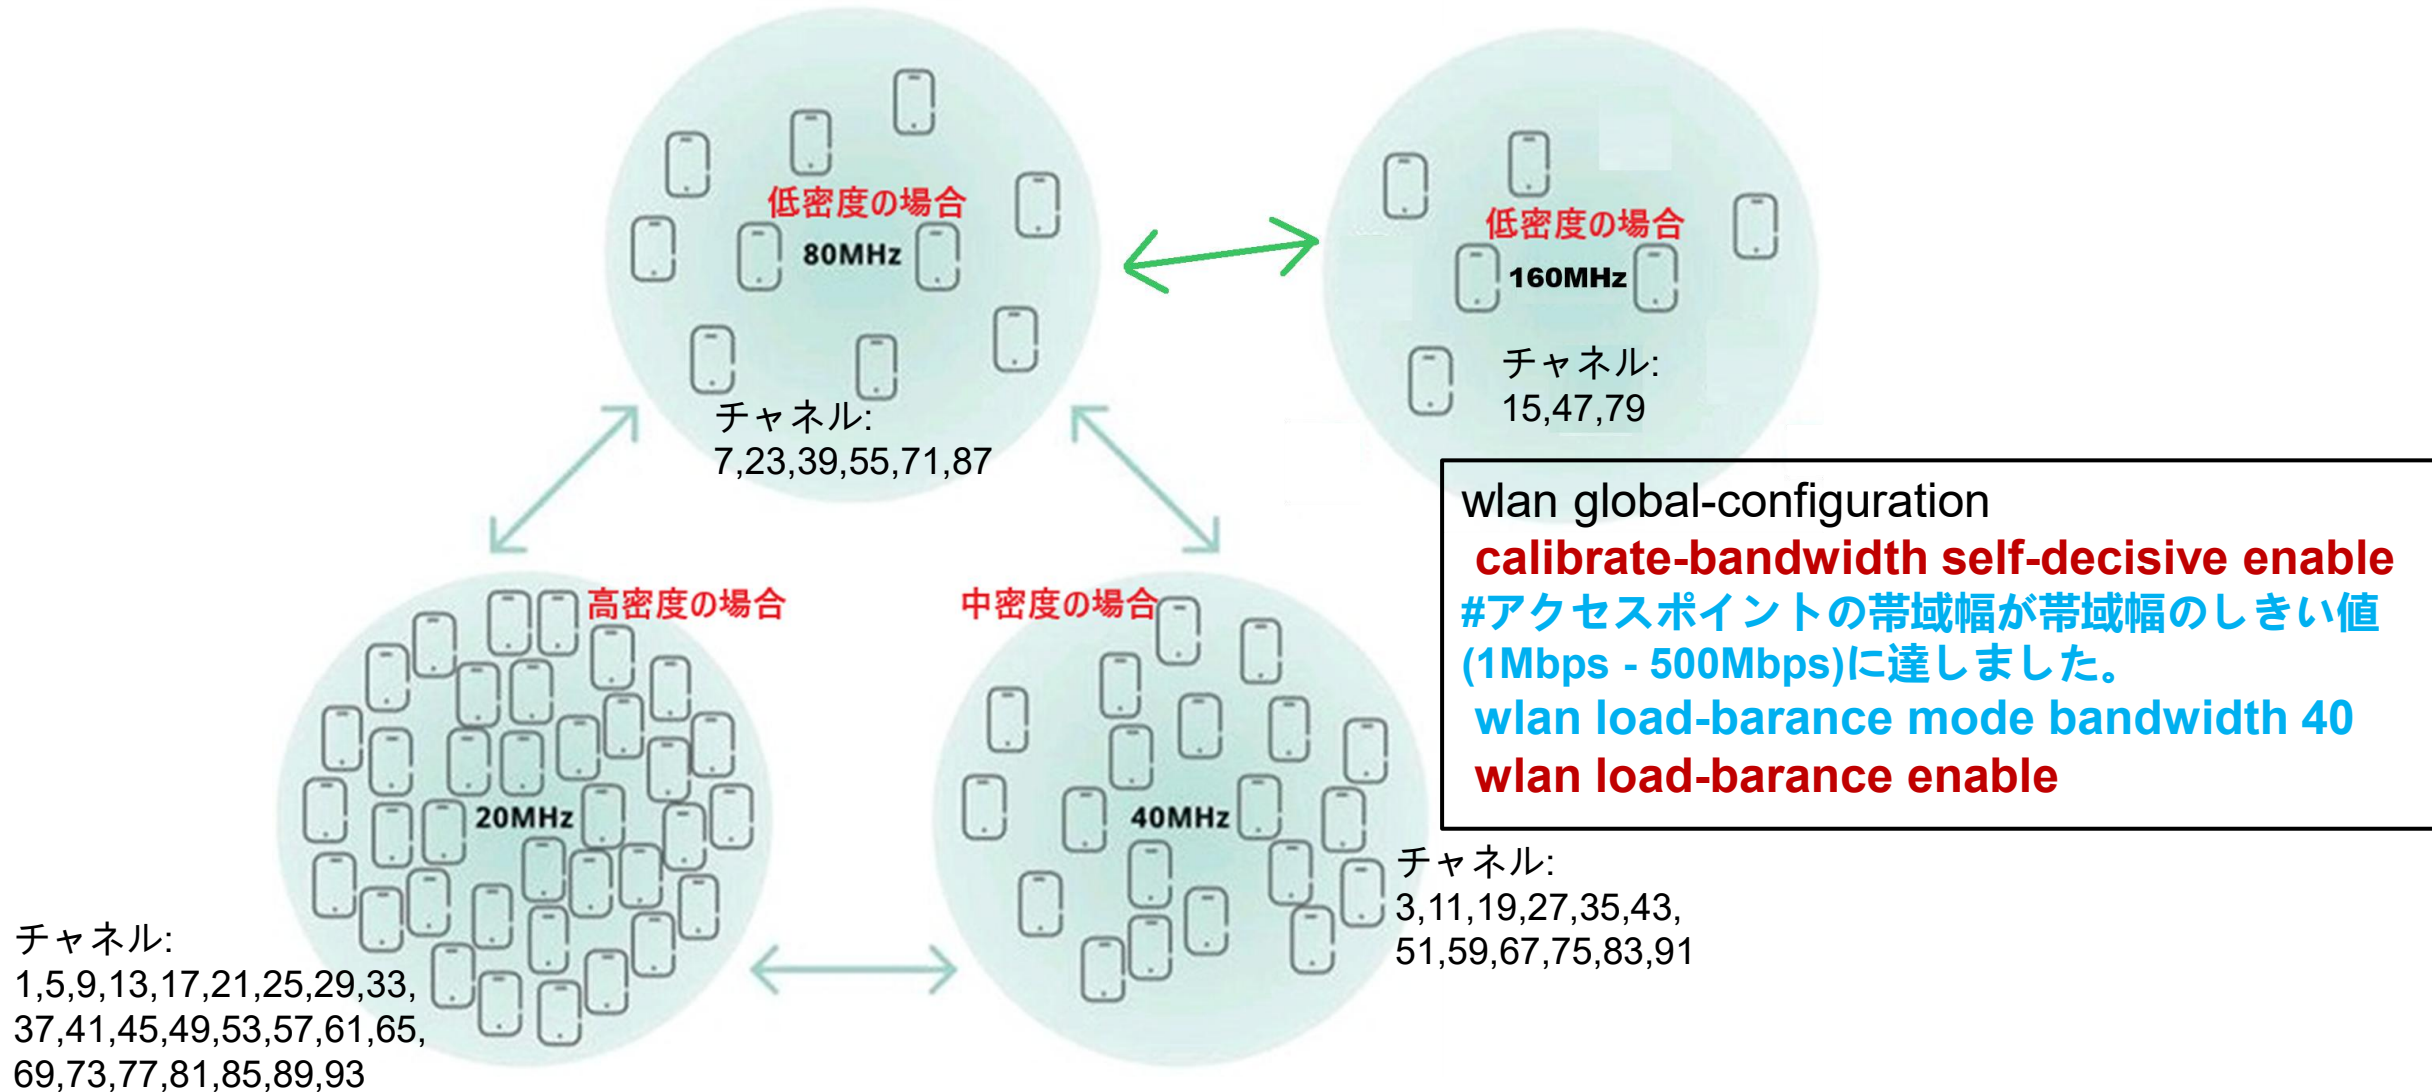 低密度の場合
80MHz
チャネル:
7,23,39,55,71,87
低密度の場合
160MHz
チャネル:
15,47,79
wlan global-configuration
calibrate-bandwidth self-decisive enable
#アクセスポイントの帯域幅が帯域幅のしきい値
(1Mbps - 500Mbps)に達しました。
wlan load-barance mode bandwidth 40
wlan load-barance enable
高密度の場合
20MHz
チャネル:
1,5,9,13,17,21,25,29,33,
37,41,45,49,53,57,61,65,
69,73,77,81,85,89,93
中密度の場合
40MHz
チャネル:
3,11,19,27,35,43,
51,59,67,75,83,91